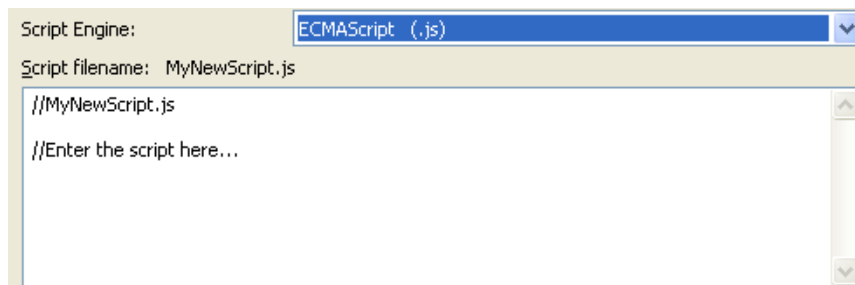 Script Engine: ECMAScript (.js)
Script filename: MyNewScript.js
//MyNewScript.js
//Enter the script here...